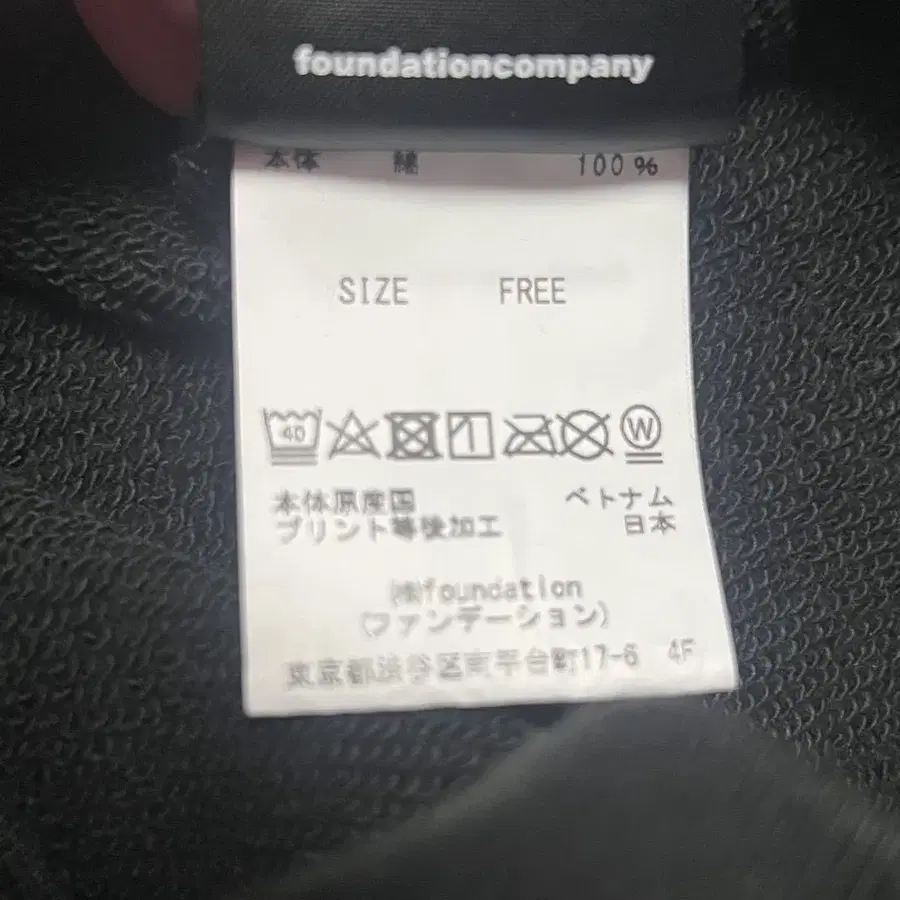 foundationcompany
本体 綿 100%
SIZE FREE
40 W
本体原産国 ベトナム
プリント等後加工 日本
㈱foundation
(ファンデーション)
東京都渋谷区南平台町17-6 4F